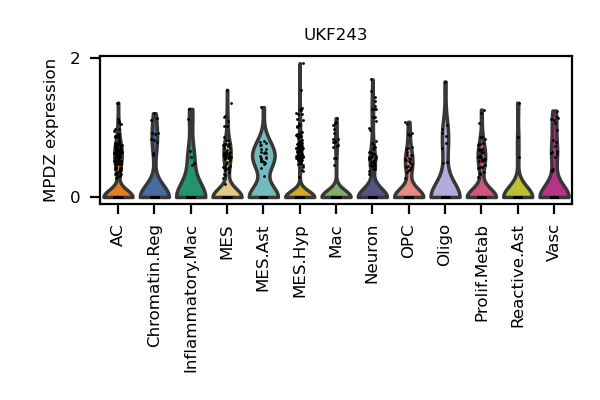 UKF243
MPDZ expression
2
0
AC
Chromatin.Reg
Inflammatory.Mac
MES
MES.Ast
MES.Hyp
Mac
Neuron
OPC
Oligo
Prolif.Metab
Reactive.Ast
Vasc